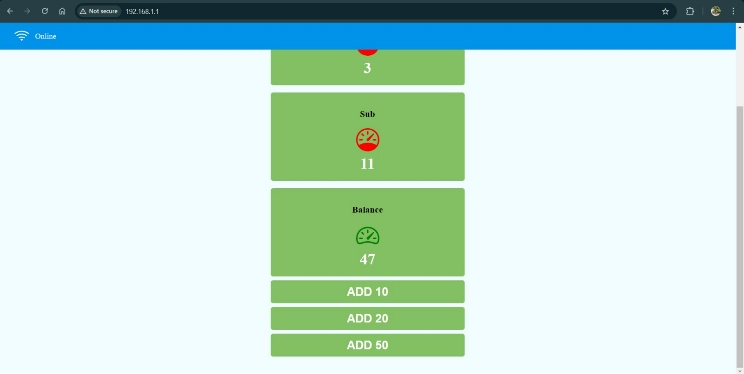 Not secure
192.168.1.1
Online
3
Sub
11
Balance
47
ADD 10
ADD 20
ADD 50